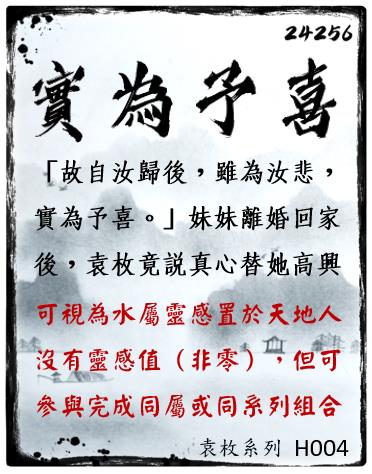 24256
實為予喜
「故自汝歸後，雖為汝悲，
實為予喜。」妹妹離婚回家
後，袁枚竟説真心替她高興
可視為水屬靈感置於天地人
沒有靈感值（非零），但可
參與完成同屬或同系列組合
袁枚系列 H004